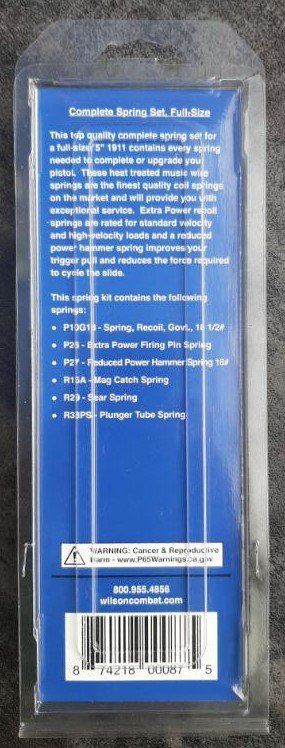 Complete Spring Set, Full-Size
This top quality complete spring set for
a full-size/ 5" 1911 contains every spring
needed to complete or upgrade your
pistol. These heat treated music wire
springs are the finest quality coil springs
on the market and will provide you with
exceptional service. Extra Power recoil
springs are rated for standard velocity
and high-velocity loads and a reduced
power hammer spring improves your
trigger pull and reduces the force required
to cycle the slide.
This spring kit contains the following
springs:
• P10G18 - Spring, Recoil, Govt., 18 1/2#
• P26 - Extra Power Firing Pin Spring
• P27 - Reduced Power Hammer Spring 18#
• R15A - Mag Catch Spring
• R29 - Sear Spring
• R33PS - Plunger Tube Spring
WARNING: Cancer & Reproductive
Harm - www.P65Warnings.ca.gov
800.955.4856
wilsoncombat.com
8 74218 00087 5